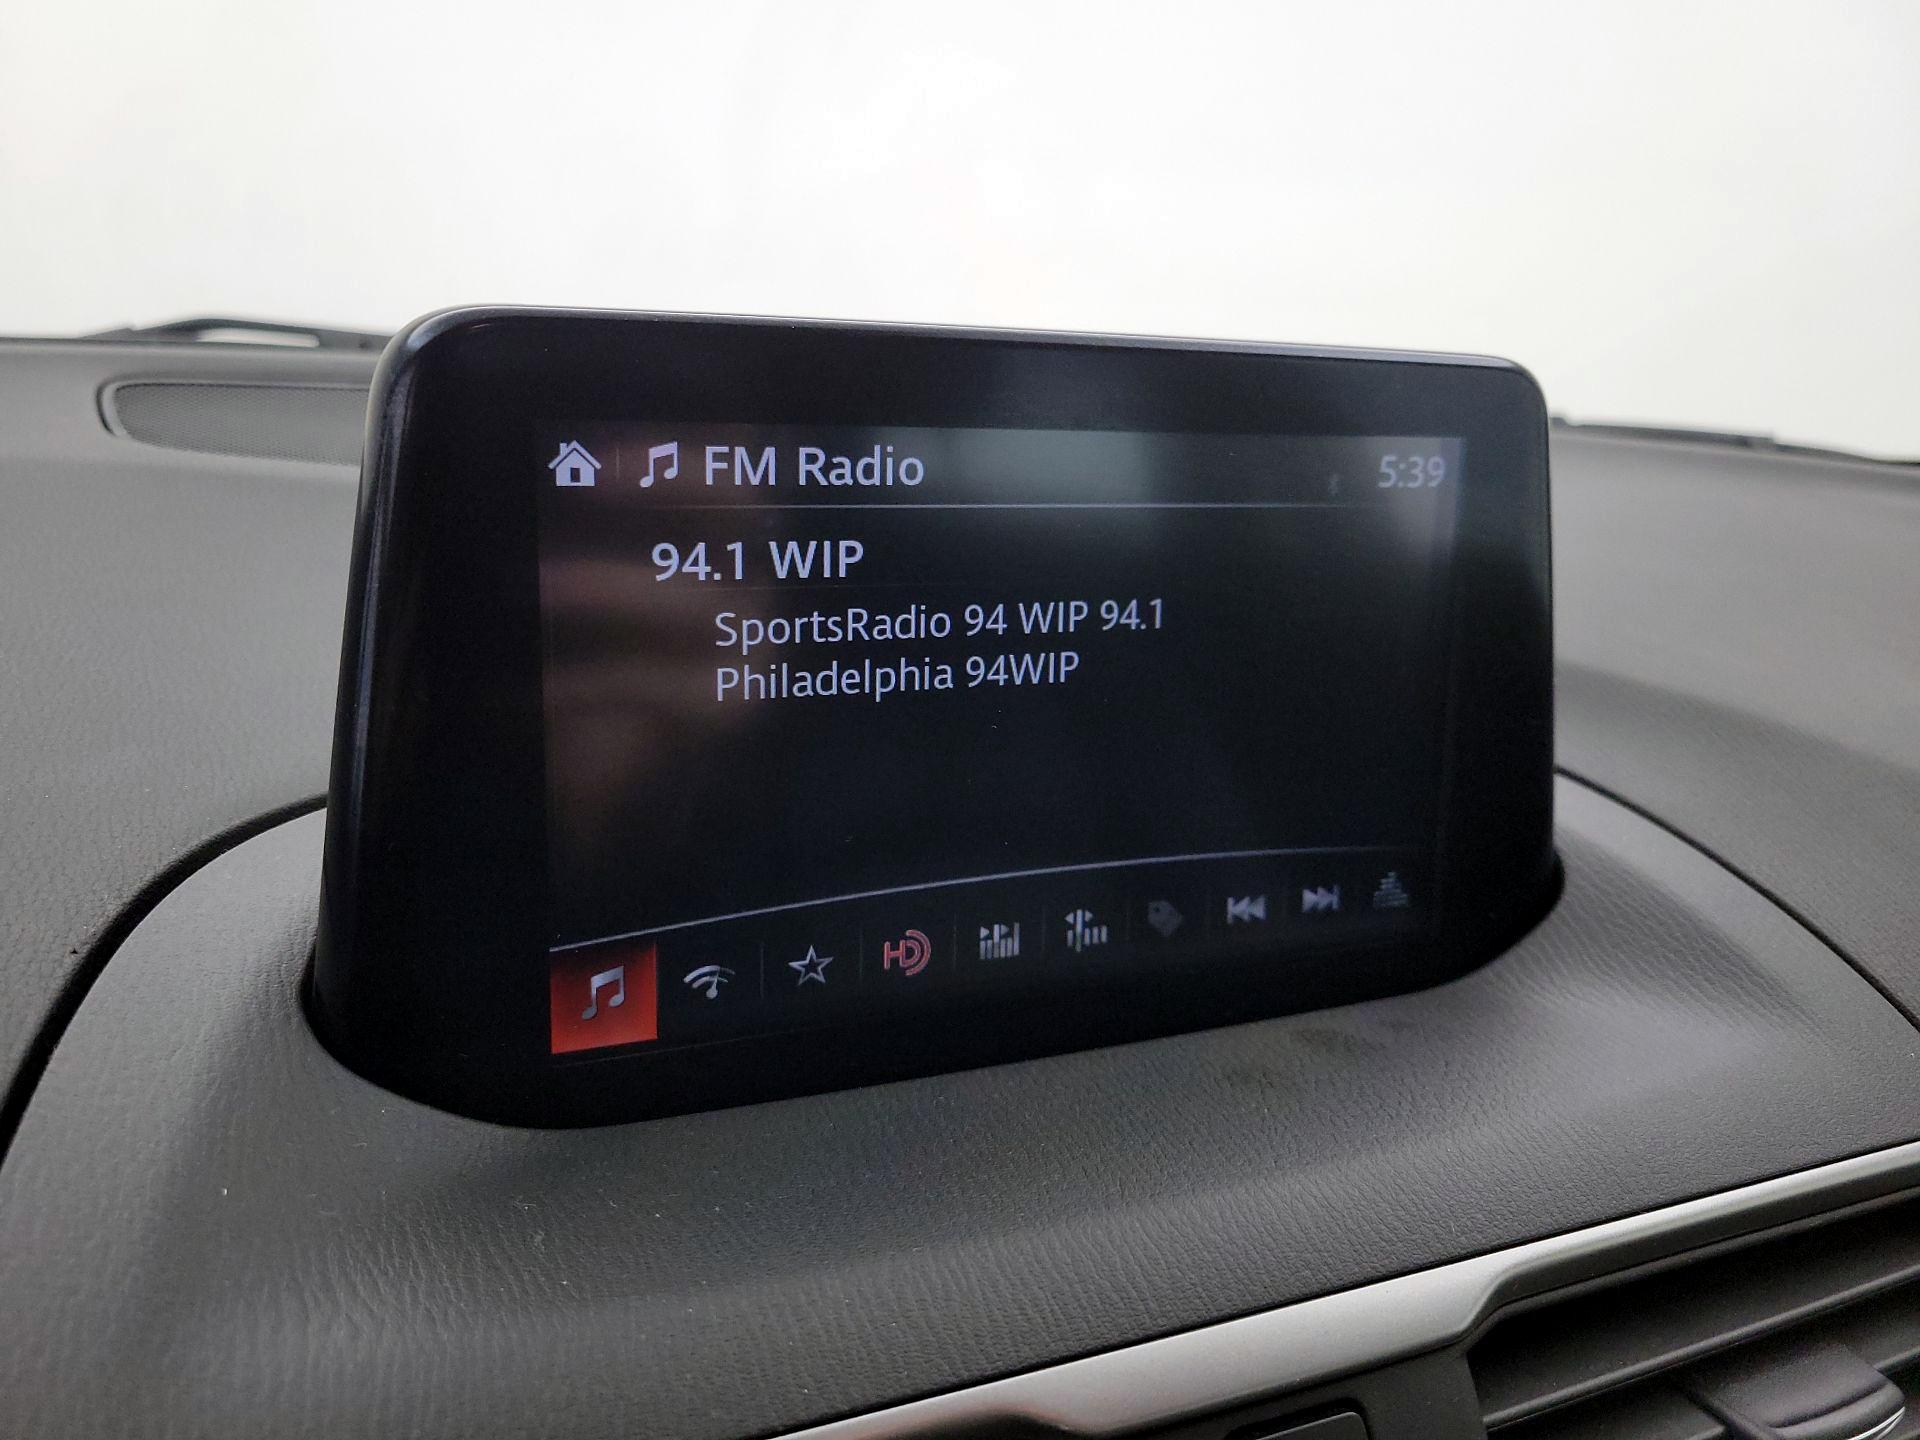 FM Radio
5:39
94.1 WIP
SportsRadio 94 WIP 94.1
Philadelphia 94WIP
HD